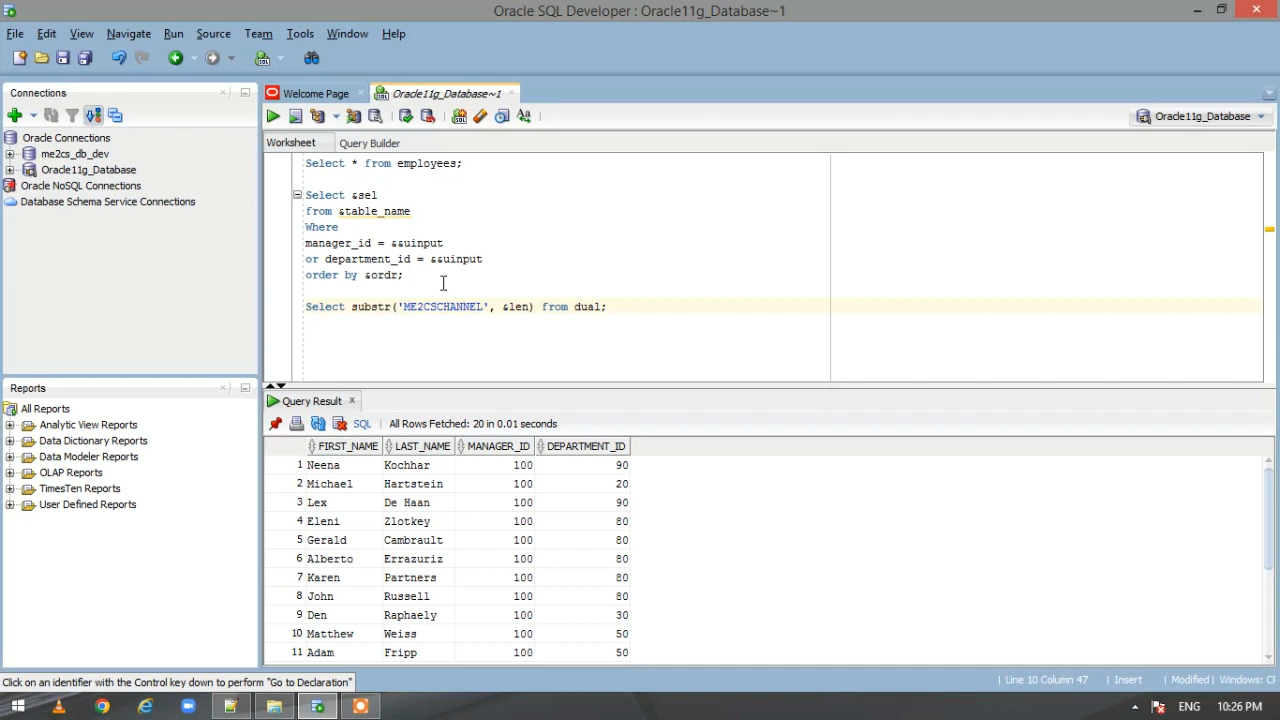 Oracle SQL Developer : Oracle11g_Database~1
File Edit View Navigate Run Source Team Tools Window Help
Connections
Oracle Connections
me2cs_db_dev
Oracle11g_Database
Oracle NoSQL Connections
Database Schema Service Connections
Reports
All Reports
Analytic View Reports
Data Dictionary Reports
Data Modeler Reports
OLAP Reports
TimesTen Reports
User Defined Reports
Welcome Page
Oracle11g_Database~1
Oracle11g_Database
Worksheet Query Builder
Select * from employees;
Select &sel
from &table_name
Where
manager_id = &&uinput
or department_id = &&uinput
order by &ordr;
Select substr('ME2CSCHANNEL', &len) from dual;
Query Result
SQL All Rows Fetched: 20 in 0.01 seconds
FIRST_NAME LAST_NAME MANAGER_ID DEPARTMENT_ID
1 Neena Kochhar 100 90
2 Michael Hartstein 100 20
3 Lex De Haan 100 90
4 Eleni Zlotkey 100 80
5 Gerald Cambrault 100 80
6 Alberto Errazuriz 100 80
7 Karen Partners 100 80
8 John Russell 100 80
9 Den Raphaely 100 30
10 Matthew Weiss 100 50
11 Adam Fripp 100 50
Click on an identifier with the Control key down to perform "Go to Declaration"
Line 10 Column 47 Insert Modified Windows: CF
ENG 10:26 PM